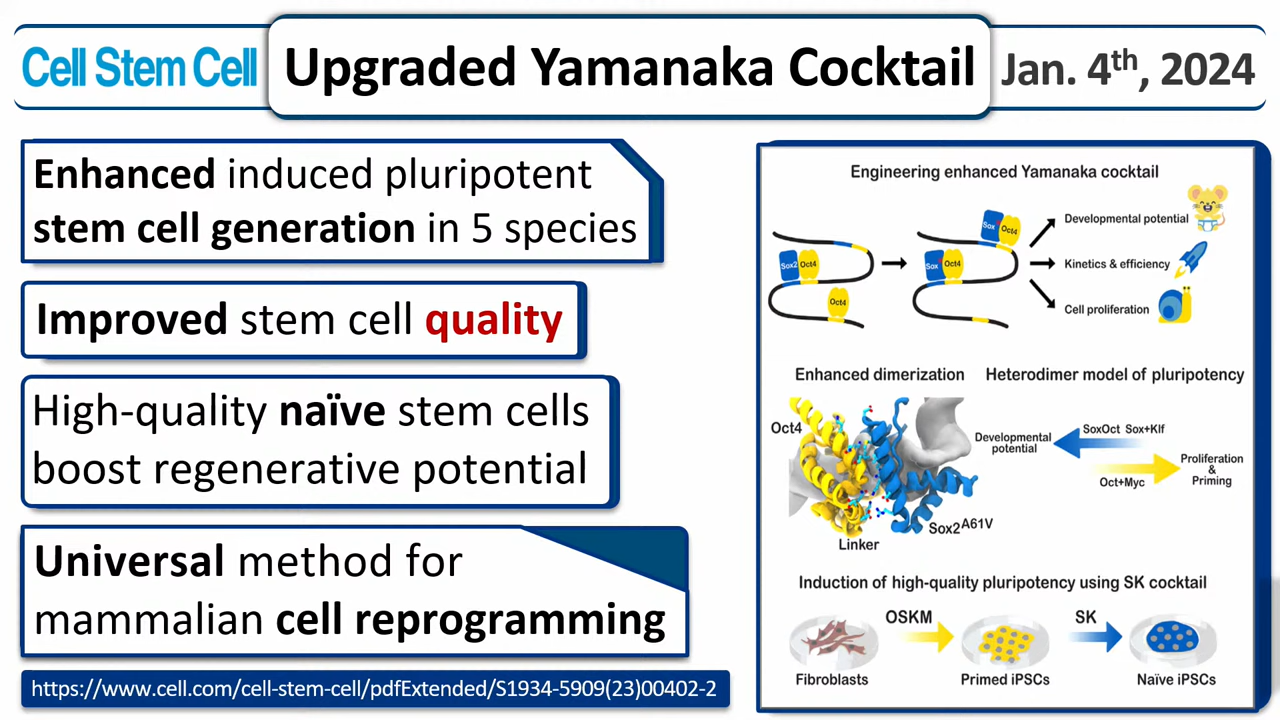 Cell Stem Cell
Upgraded Yamanaka Cocktail
Jan. 4th, 2024
Enhanced induced pluripotent
stem cell generation in 5 species
Improved stem cell quality
High-quality naïve stem cells
boost regenerative potential
Universal method for
mammalian cell reprogramming
https://www.cell.com/cell-stem-cell/pdfExtended/S1934-5909(23)00402-2
Engineering enhanced Yamanaka cocktail
Sox2 Oct4
Oct4
Sox Oct4
Sox Oct4
Developmental potential
Kinetics & efficiency
Cell proliferation
Enhanced dimerization
Oct4
Linker
Sox2A61V
Heterodimer model of pluripotency
Developmental
potential
SoxOct Sox+Klf
Oct+Myc
Proliferation
&
Priming
Induction of high-quality pluripotency using SK cocktail
OSKM
SK
Fibroblasts
Primed iPSCs
Naïve iPSCs